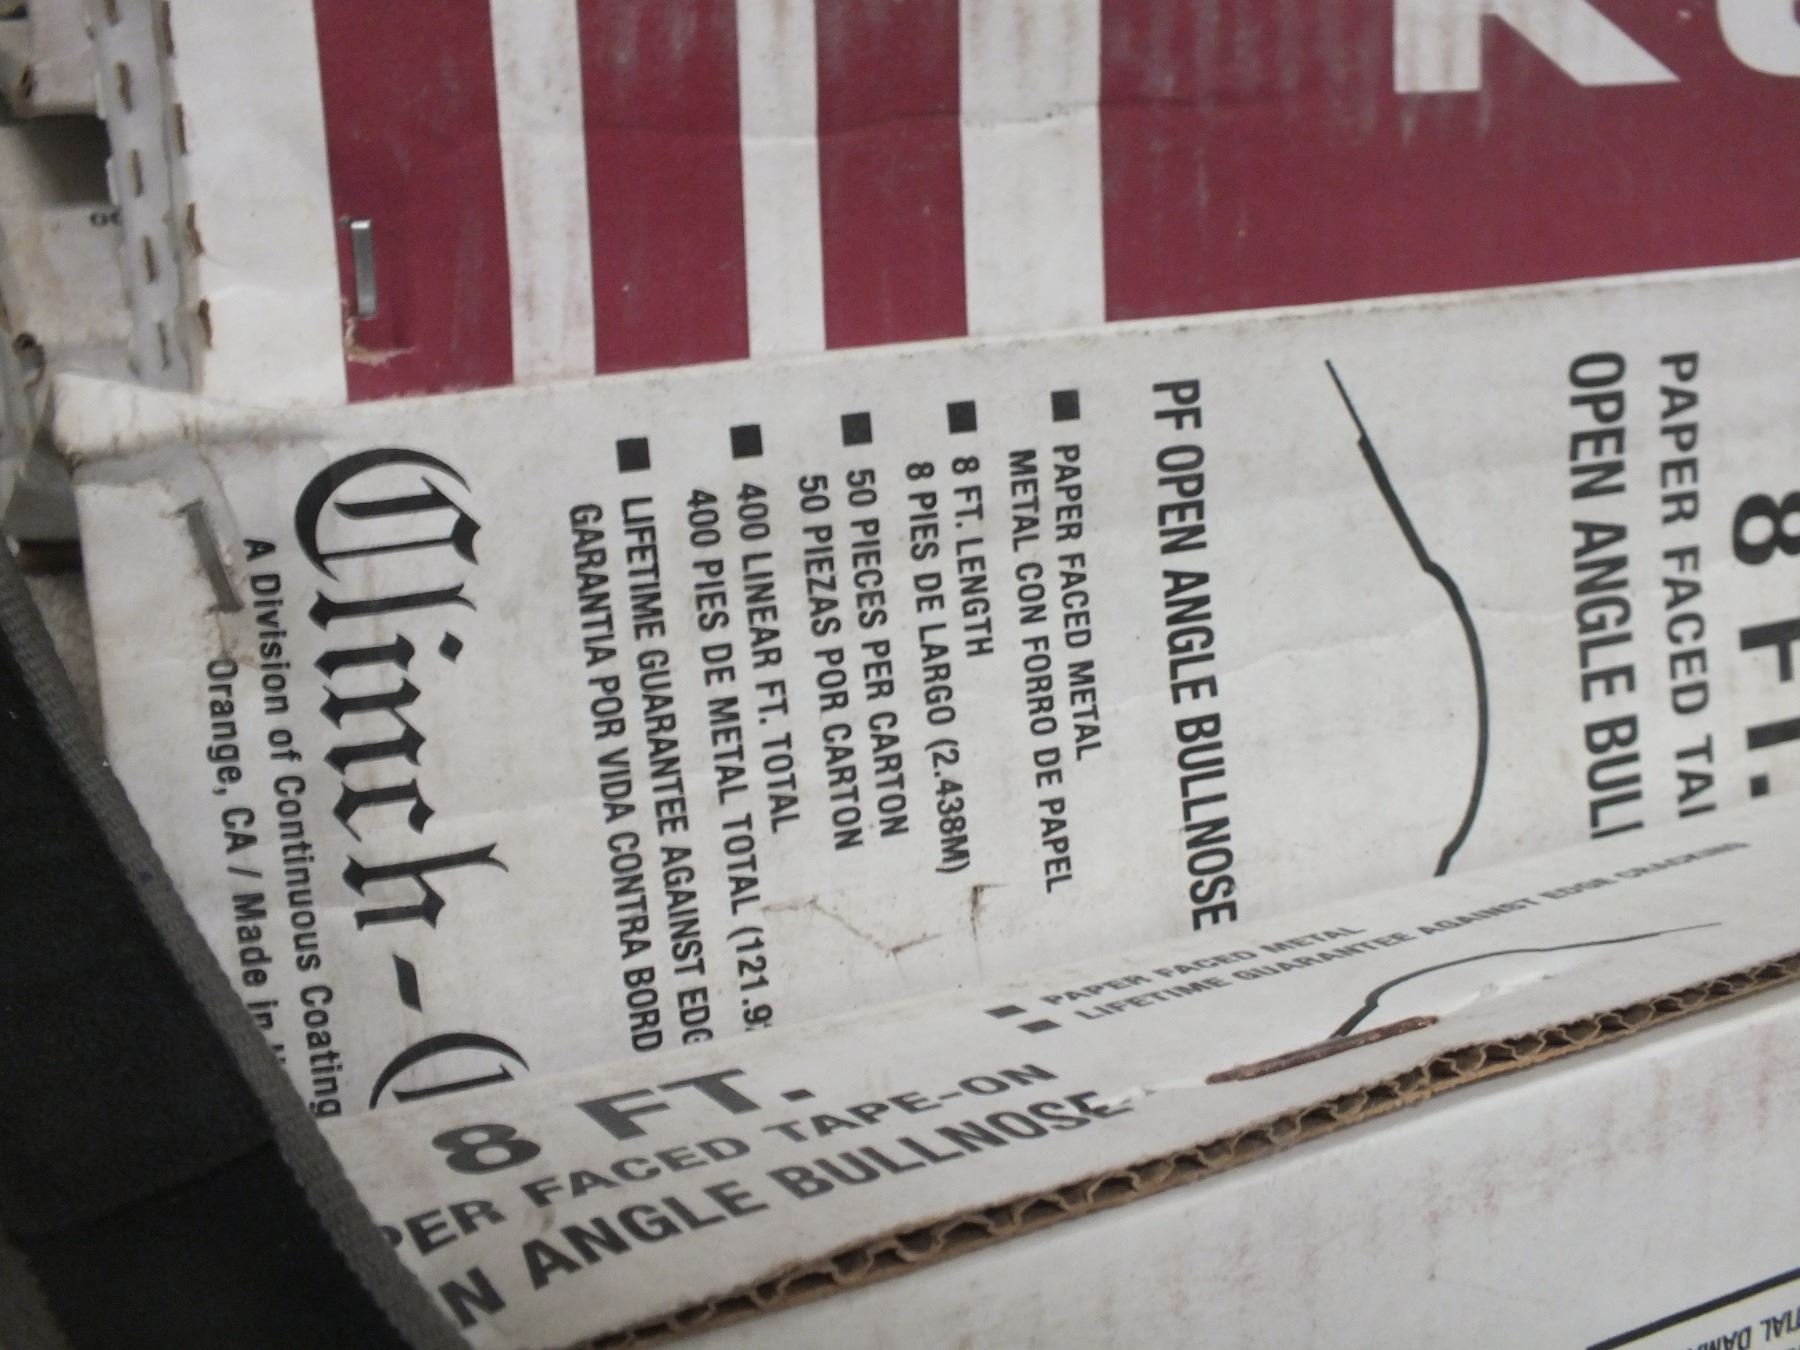 8 FT.
PAPER FACED TAI
OPEN ANGLE BULI
PF OPEN ANGLE BULLNOSE
■ PAPER FACED METAL
METAL CON FORRO DE PAPEL
■ 8 FT. LENGTH
8 PIES DE LARGO (2.438M)
■ 50 PIECES PER CARTON
50 PIEZAS POR CARTON
■ 400 LINEAR FT. TOTAL
400 PIES DE METAL TOTAL (121.9
■ LIFETIME GUARANTEE AGAINST EDG
GARANTIA POR VIDA CONTRA BORD
Clinch-
A Division of Continuous Coating
Orange, CA / Made in
■ PAPER FACED METAL
■ LIFETIME GUARANTEE AGAINST EDGE CRACKING
8 FT.
PER FACED TAPE-ON
N ANGLE BULLNOSE